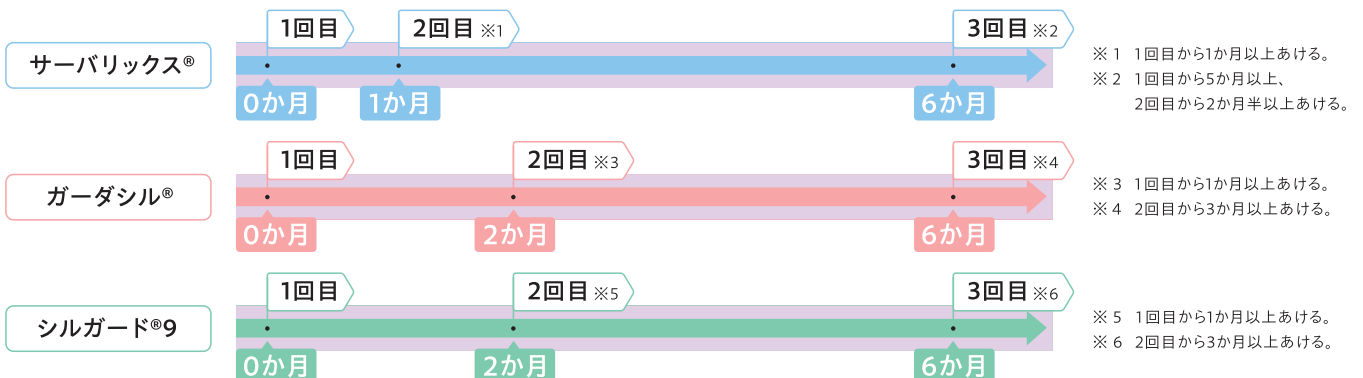 1回目
2回目 ※1
3回目 ※2
サーバリックス®
0か月
1か月
6か月
※1 1回目から1か月以上あける。
※2 1回目から5か月以上、
2回目から2か月半以上あける。
1回目
2回目 ※3
3回目 ※4
ガーダシル®
0か月
2か月
6か月
※3 1回目から1か月以上あける。
※4 2回目から3か月以上あける。
1回目
2回目 ※5
3回目 ※6
シルガード®9
0か月
2か月
6か月
※5 1回目から1か月以上あける。
※6 2回目から3か月以上あける。